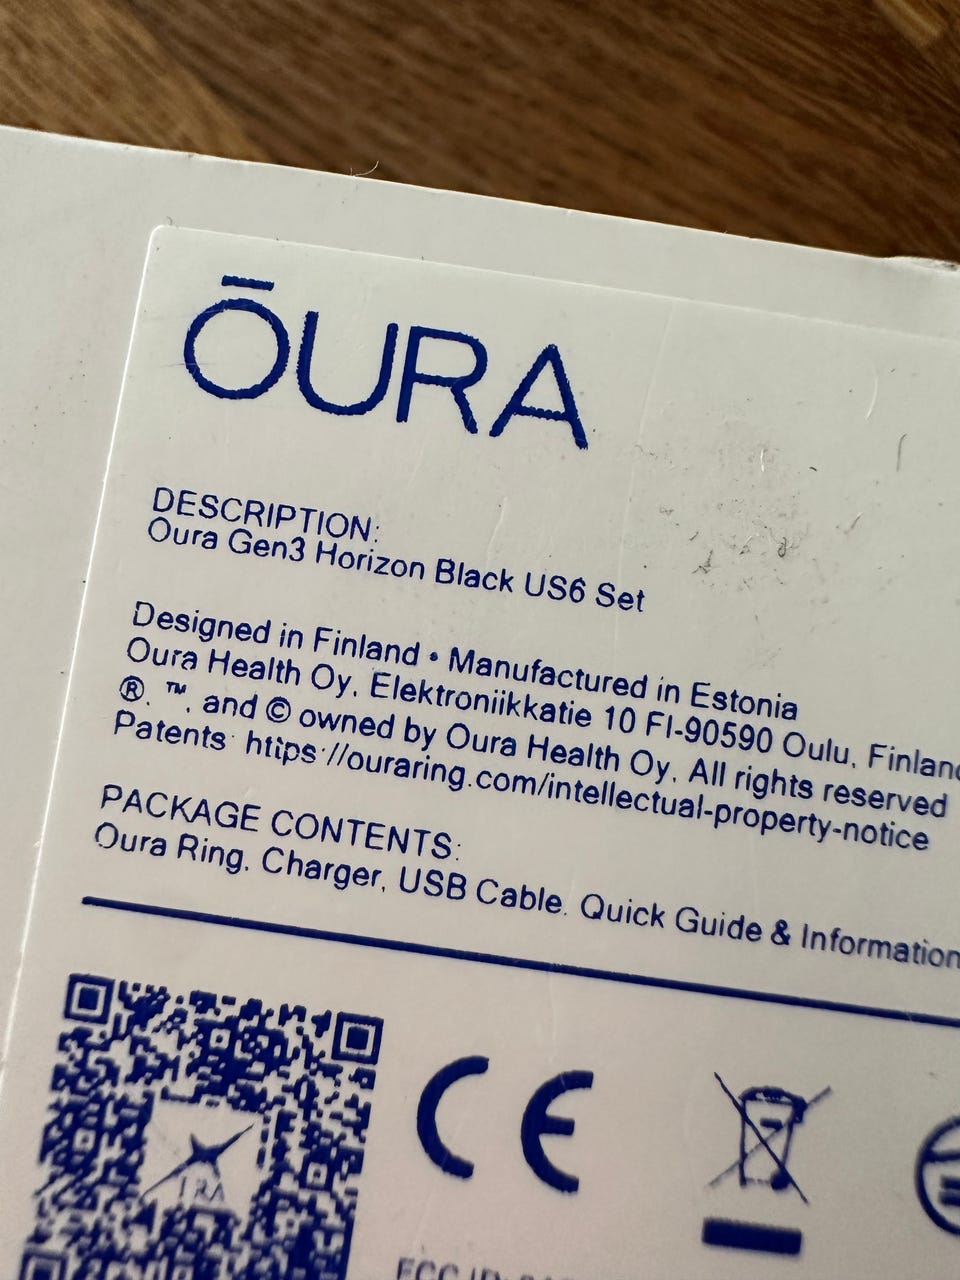 ŌURA
DESCRIPTION:
Oura Gen3 Horizon Black US6 Set
Designed in Finland • Manufactured in Estonia
Oura Health Oy, Elektroniikkatie 10 FI-90590 Oulu, Finland
®, ™, and © owned by Oura Health Oy, All rights reserved
Patents: https://ouraring.com/intellectual-property-notice
PACKAGE CONTENTS:
Oura Ring, Charger, USB Cable, Quick Guide & Information
CE
FCC ID: